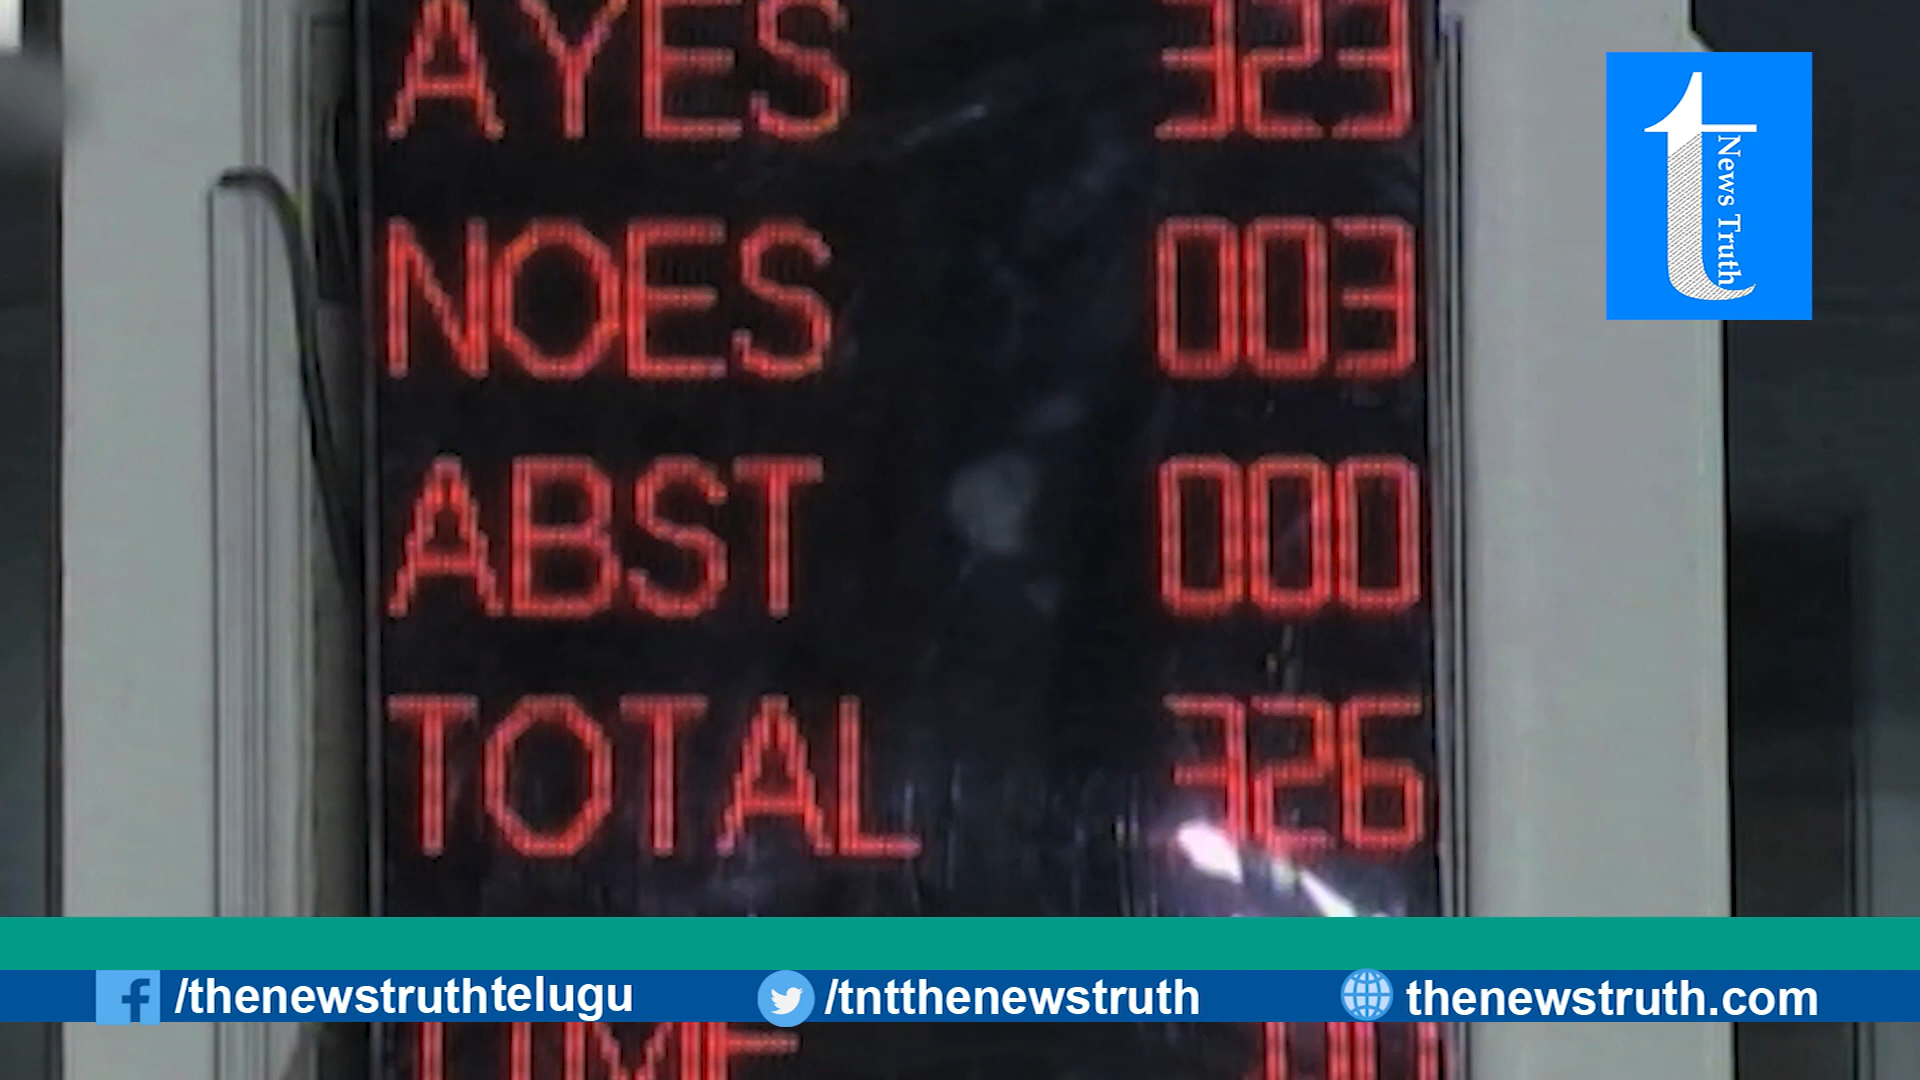 AYES 323
NOES 003
ABST 000
TOTAL 326
t News Truth
/thenewstruthtelugu /tntthenewstruth thenewstruth.com